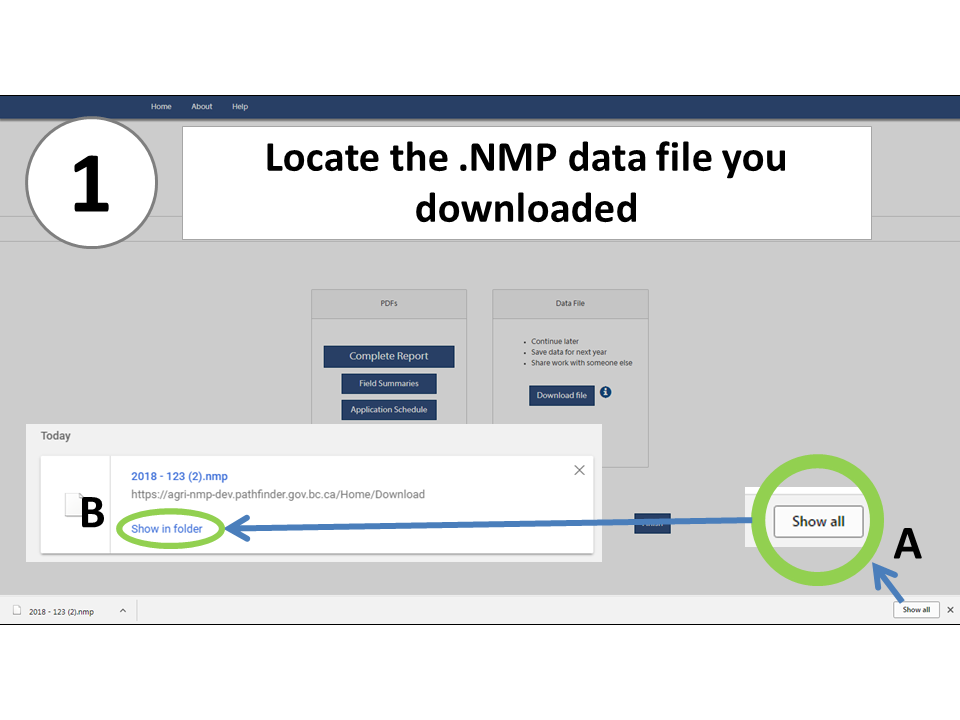 Home About Help
1
Locate the .NMP data file you
downloaded
PDFs
Complete Report
Field Summaries
Application Schedule
Data File
Continue later
Save data for next year
Share work with someone else
Download file
Today
2018 - 123 (2).nmp
https://agri-nmp-dev.pathfinder.gov.bc.ca/Home/Download
B
Show in folder
Show all
A
2018 - 123 (2).nmp
Show all